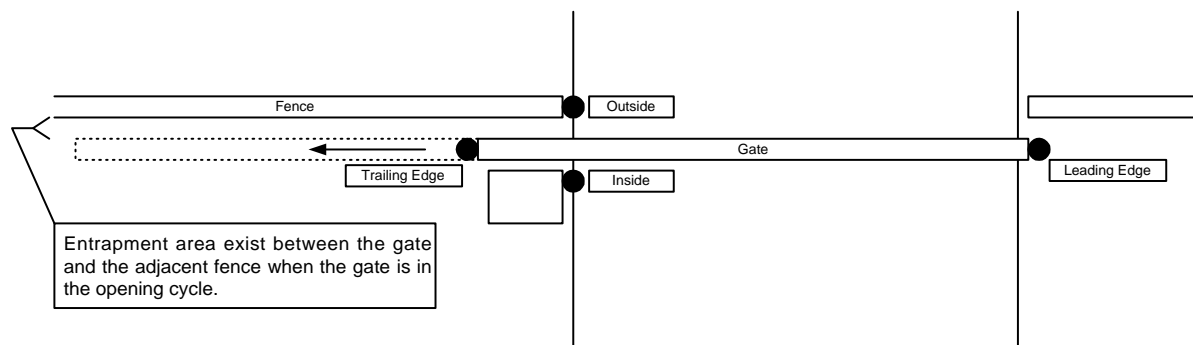 Fence
Outside
Gate
Trailing Edge
Inside
Leading Edge
Entrapment area exist between the gate
and the adjacent fence when the gate is in
the opening cycle.